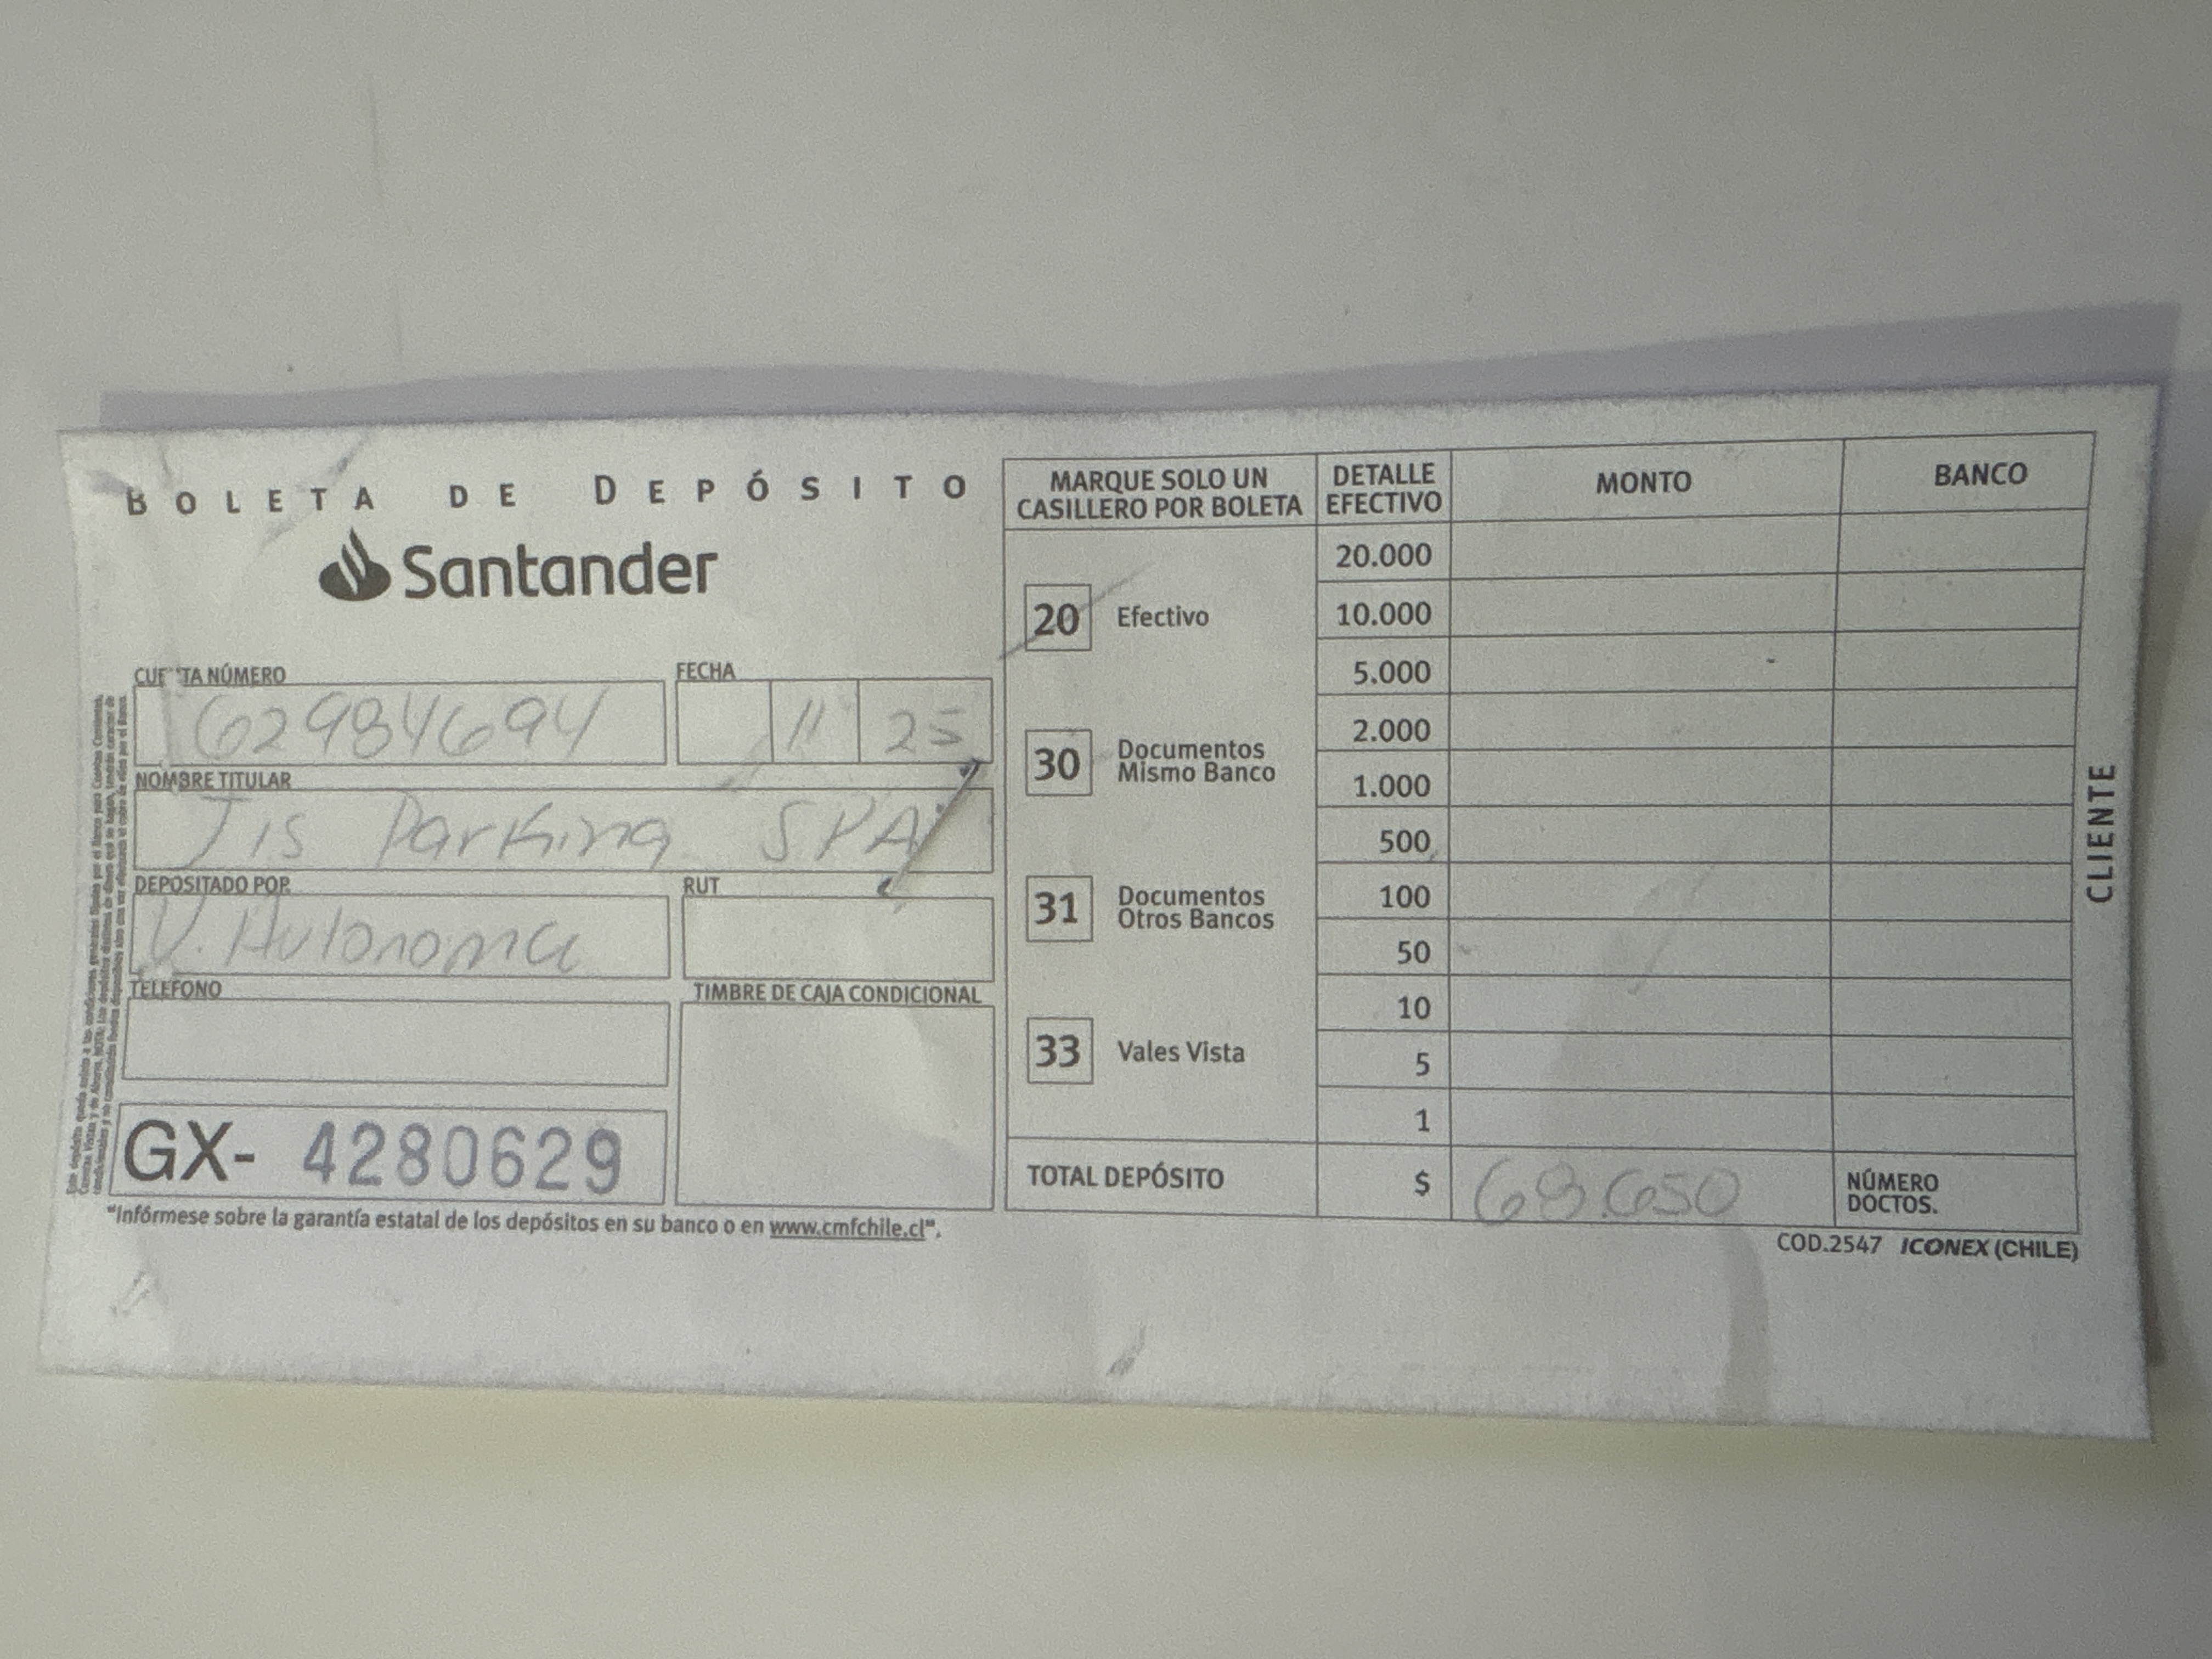 BOLETA DE DEPÓSITO
Santander
CUENTA NÚMERO
62984694
FECHA
11 25
NOMBRE TITULAR
Jis Parking SPA
DEPOSITADO POR
U. Autonoma
RUT
TELEFONO
TIMBRE DE CAJA CONDICIONAL
GX- 4280629
"Infórmese sobre la garantía estatal de los depósitos en su banco o en www.cmfchile.cl".
MARQUE SOLO UN
CASILLERO POR BOLETA
20 Efectivo
30 Documentos
Mismo Banco
31 Documentos
Otros Bancos
33 Vales Vista
DETALLE
EFECTIVO
MONTO
BANCO
20.000
10.000
5.000
2.000
1.000
500
100
50
10
5
1
TOTAL DEPÓSITO $ 68.650
NÚMERO
DOCTOS.
COD.2547 ICONEX (CHILE)
CLIENTE